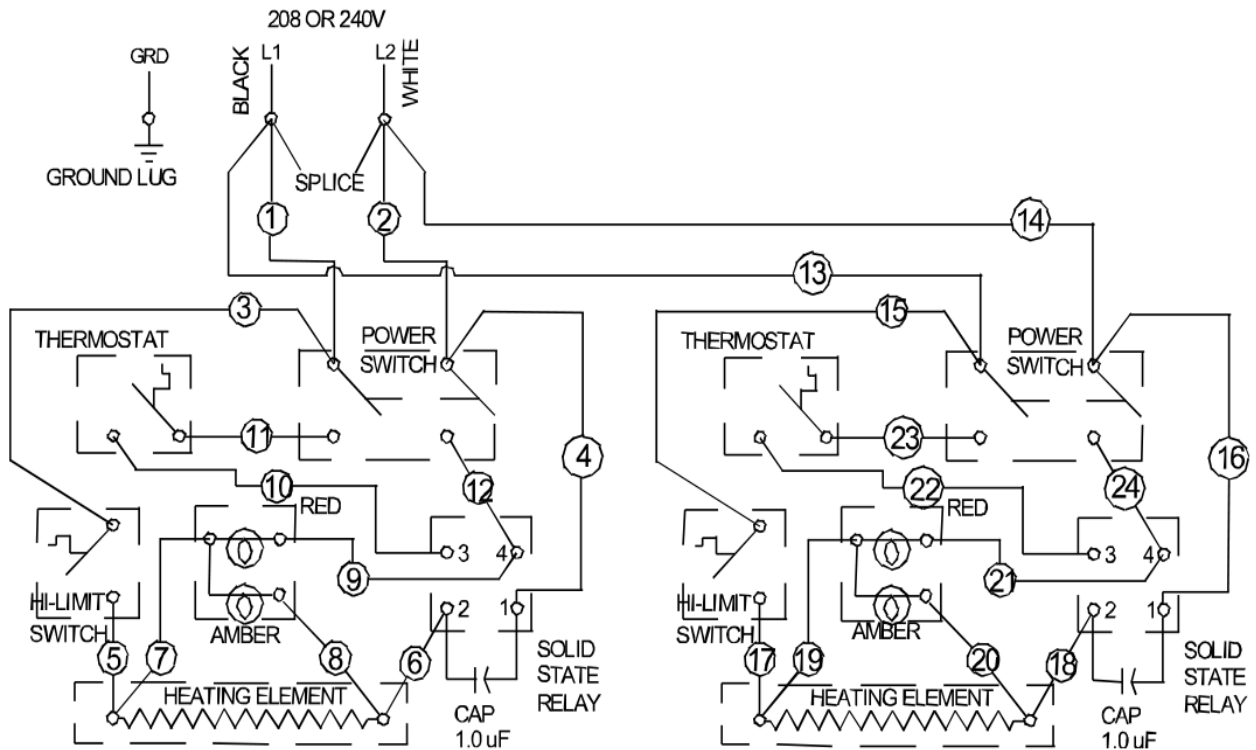 208 OR 240V
GRD
BLACK
L1
L2
WHITE
GROUND LUG
SPLICE
1
2
14
13
3
15
THERMOSTAT
POWER
SWITCH
THERMOSTAT
POWER
SWITCH
11
4
23
16
10
12
22
24
RED
RED
3
4
3
4
9
21
HI-LIMIT
SWITCH
AMBER
2
1
HI-LIMIT
SWITCH
AMBER
2
1
5
7
8
6
SOLID
STATE
RELAY
17
19
20
18
SOLID
STATE
RELAY
HEATING ELEMENT
CAP
1.0 uF
HEATING ELEMENT
CAP
1.0 uF